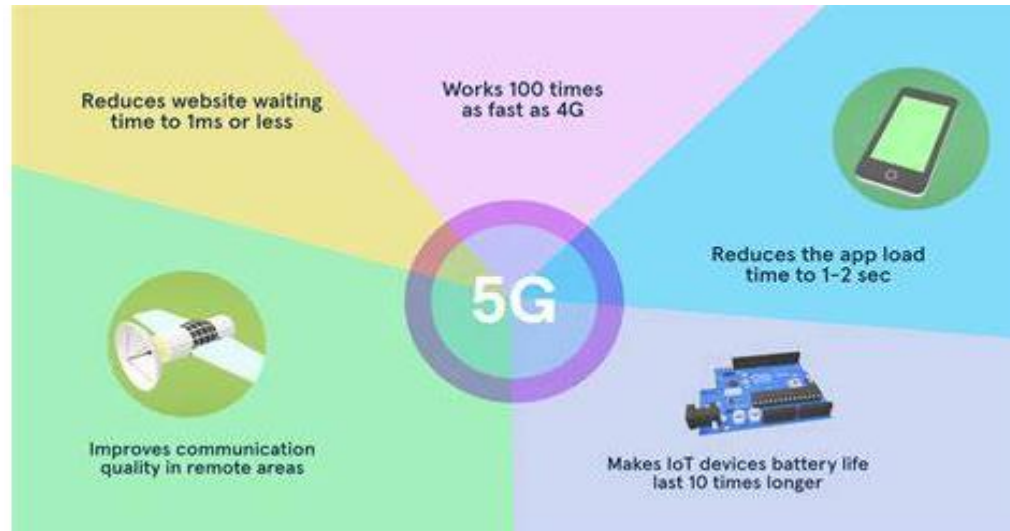 Works 100 times
as fast as 4G
Reduces website waiting
time to 1ms or less
Reduces the app load
time to 1-2 sec
5G
Improves communication
quality in remote areas
Makes IoT devices battery life
last 10 times longer